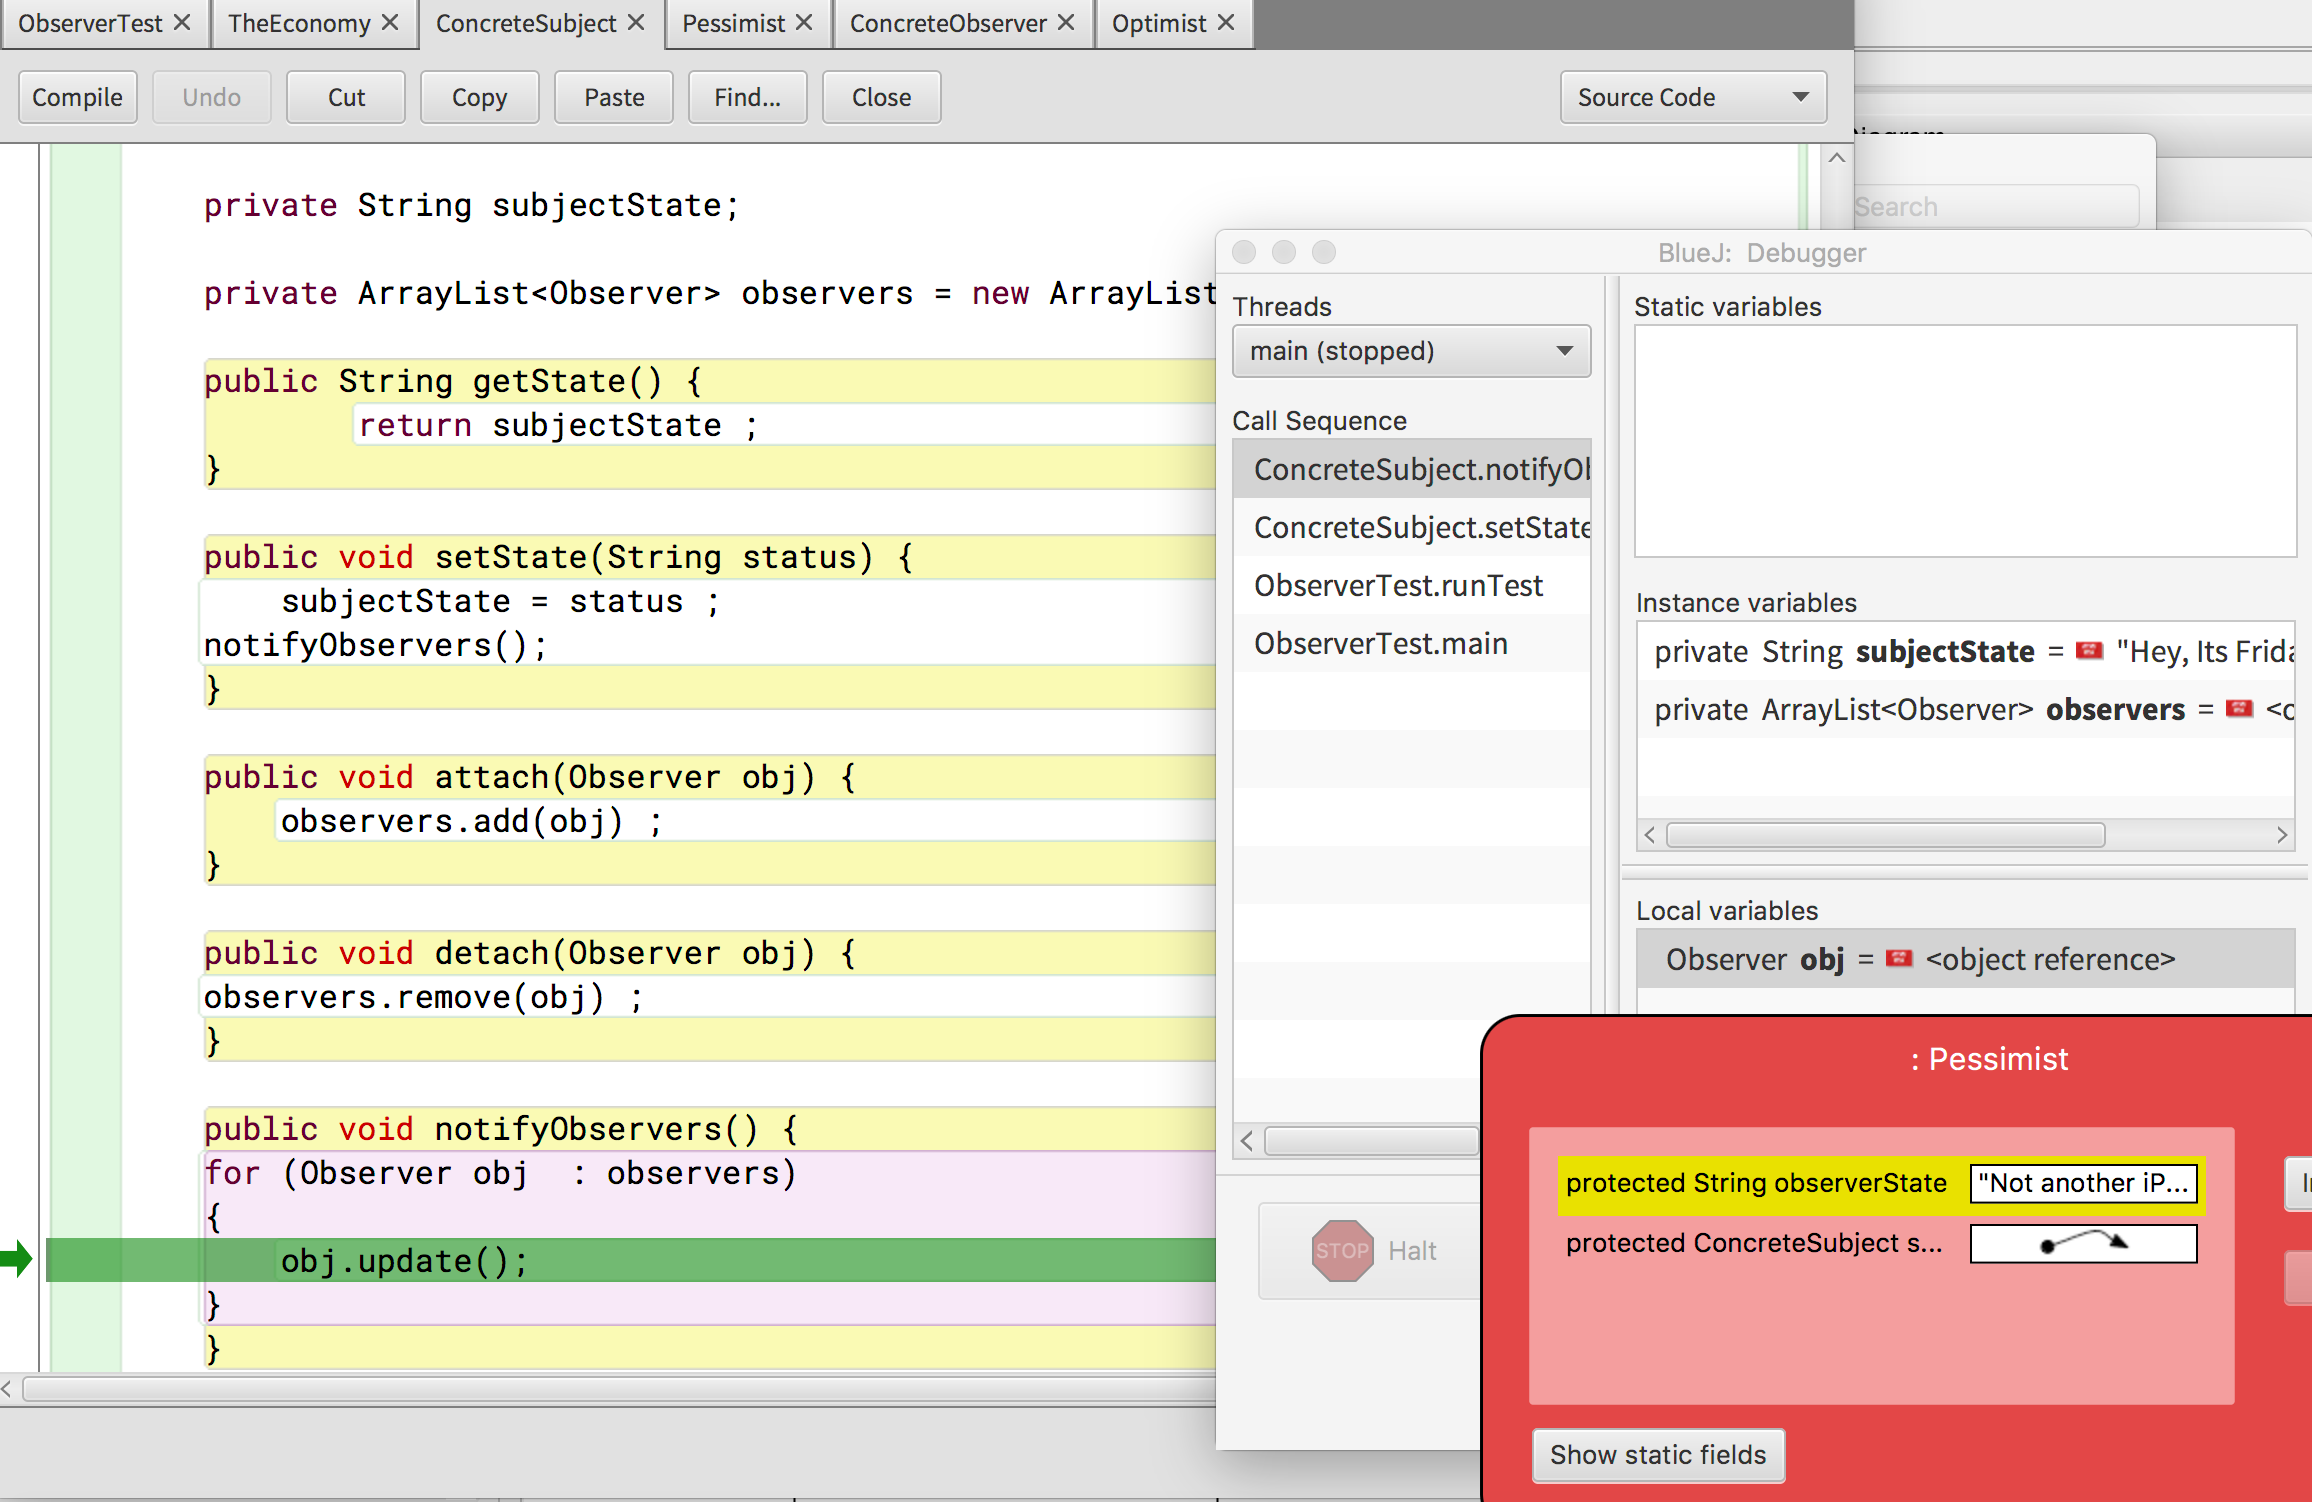 ObserverTest × TheEconomy × ConcreteSubject × Pessimist × ConcreteObserver × Optimist ×
Compile Undo Cut Copy Paste Find... Close Source Code
private String subjectState;
private ArrayList<Observer> observers = new ArrayList
public String getState() {
return subjectState ;
}
public void setState(String status) {
subjectState = status ;
notifyObservers();
}
public void attach(Observer obj) {
observers.add(obj) ;
}
public void detach(Observer obj) {
observers.remove(obj) ;
}
public void notifyObservers() {
for (Observer obj  : observers)
{
obj.update();
}
}
Search
BlueJ: Debugger
Threads
main (stopped)
Call Sequence
ConcreteSubject.notifyOb
ConcreteSubject.setState
ObserverTest.runTest
ObserverTest.main
STOP Halt
Static variables
Instance variables
private String subjectState = "Hey, Its Frida
private ArrayList<Observer> observers = <o
Local variables
Observer obj = <object reference>
: Pessimist
protected String observerState "Not another iP...
protected ConcreteSubject s...
Show static fields